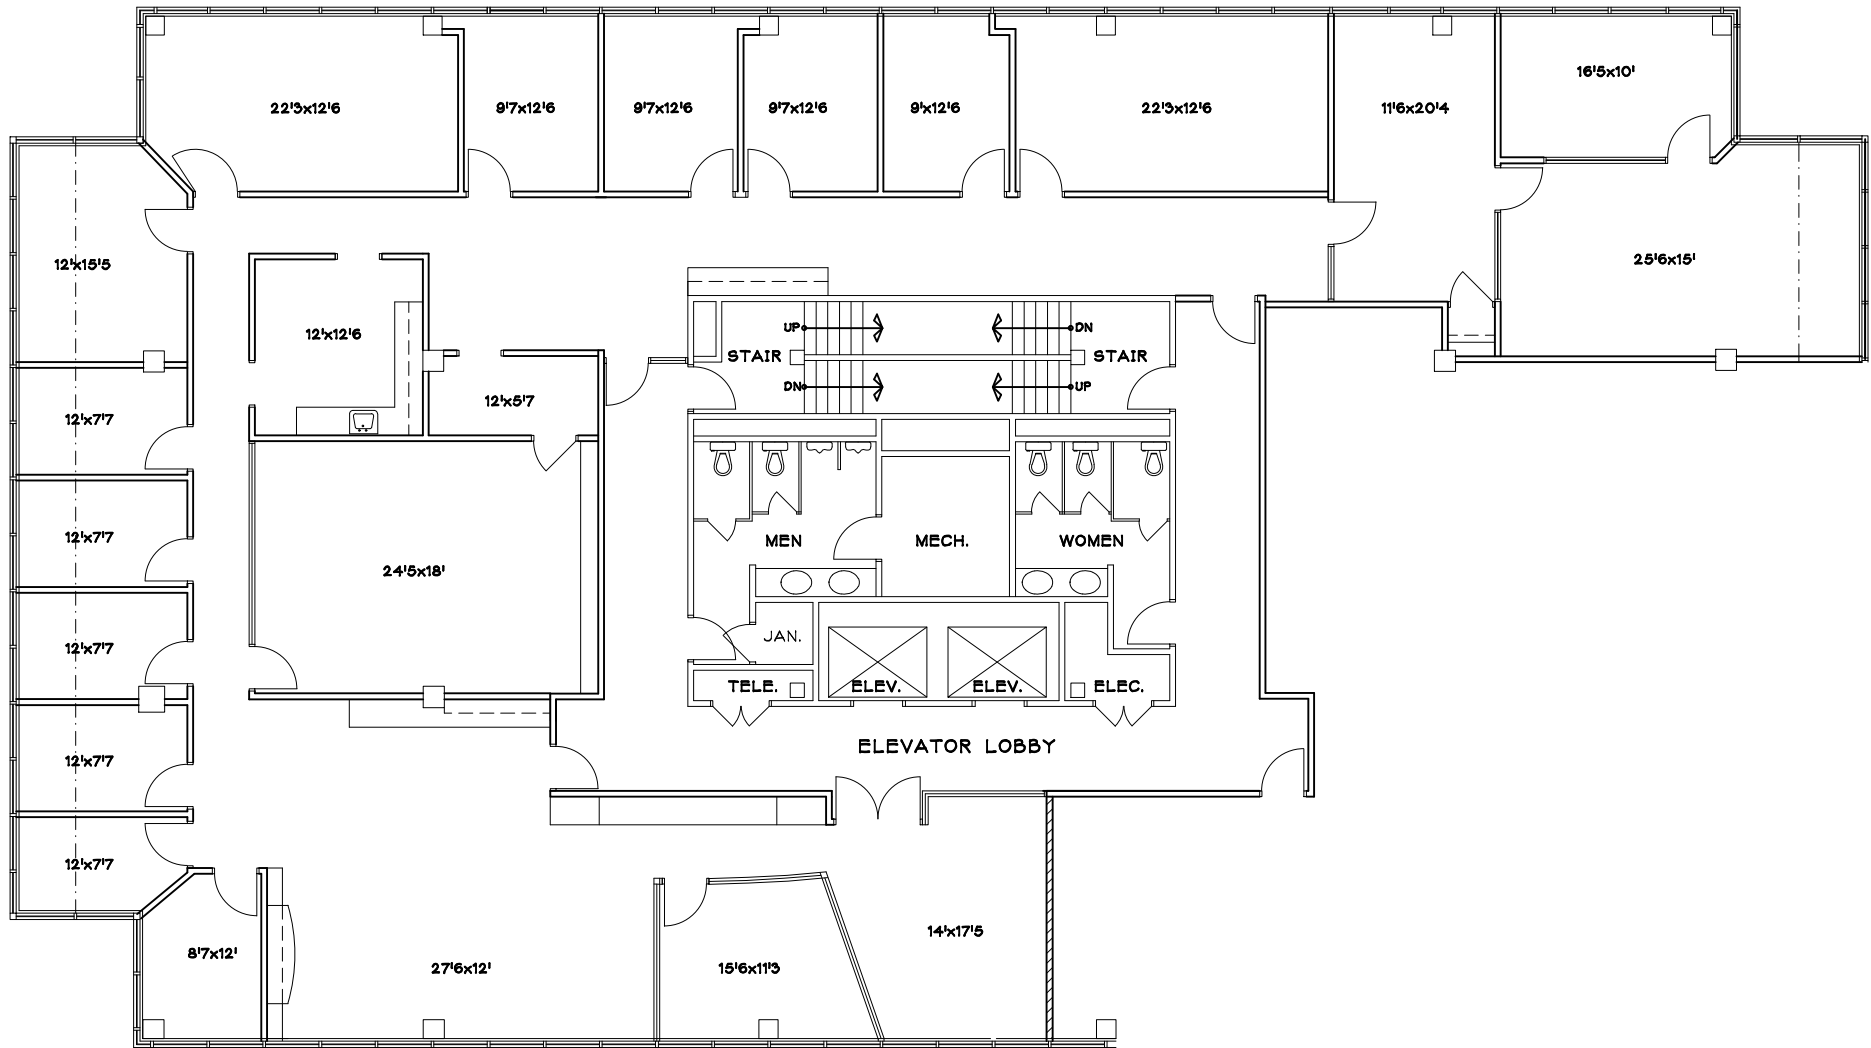 16'5x10'
22'3x12'6
9'7x12'6
9'7x12'6
9'7x12'6
9'x12'6
22'3x12'6
11'6x20'4
12'x15'5
25'6x15'
12'x12'6
UP
DN
STAIR
STAIR
DN
UP
12'x5'7
12'x7'7
12'x7'7
MEN
MECH.
WOMEN
24'5x18'
12'x7'7
JAN.
TELE.
ELEV.
ELEV.
ELEC.
12'x7'7
ELEVATOR LOBBY
12'x7'7
8'7x12'
27'6x12'
15'6x11'3
14'x17'5